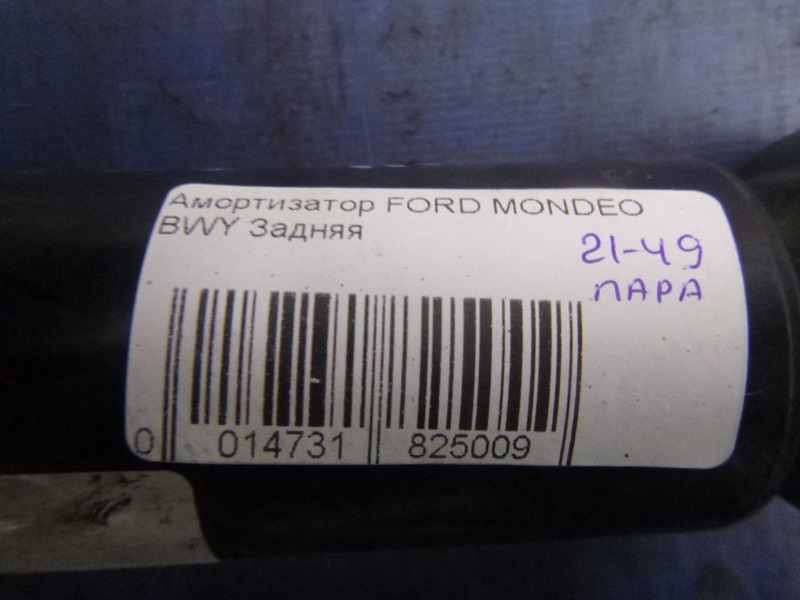 Амортизатор FORD MONDEO
BWY Задняя
21-49
ПАРА
0 014731 825009